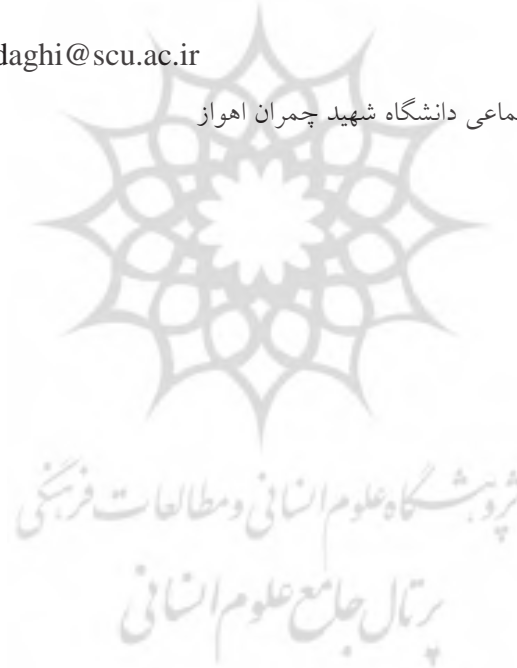 daghi@scu.ac.ir
ماعی دانشگاه شهید چمران اهواز
پژوهشگاه علوم انسانی و مطالعات فرهنگی
پرتال جامع علوم انسانی